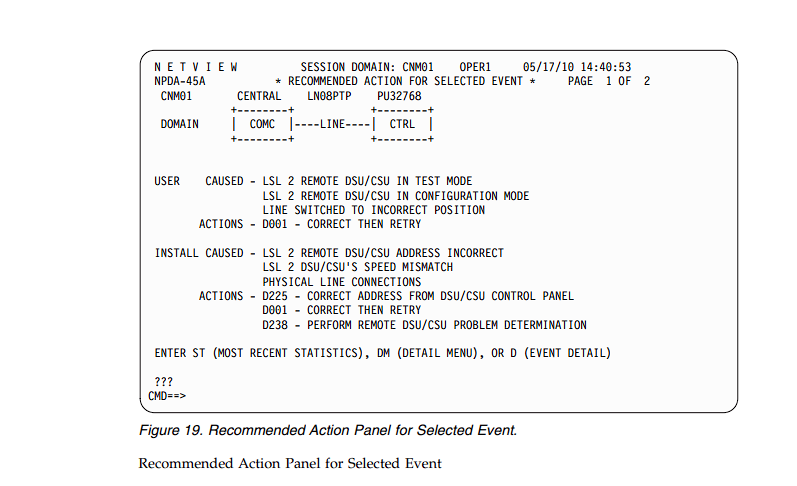 N E T V I E W          SESSION DOMAIN: CNM01    OPER1     05/17/10 14:40:53
NPDA-45A           * RECOMMENDED ACTION FOR SELECTED EVENT *     PAGE  1 OF  2
 CNM01       CENTRAL    LN08PTP    PU32768
            +--------+            +--------+
 DOMAIN     |  COMC  |----LINE----|  CTRL  |
            +--------+            +--------+
USER    CAUSED - LSL 2 REMOTE DSU/CSU IN TEST MODE
                 LSL 2 REMOTE DSU/CSU IN CONFIGURATION MODE
                 LINE SWITCHED TO INCORRECT POSITION
       ACTIONS - D001 - CORRECT THEN RETRY
INSTALL CAUSED - LSL 2 REMOTE DSU/CSU ADDRESS INCORRECT
                 LSL 2 DSU/CSU'S SPEED MISMATCH
                 PHYSICAL LINE CONNECTIONS
       ACTIONS - D225 - CORRECT ADDRESS FROM DSU/CSU CONTROL PANEL
                 D001 - CORRECT THEN RETRY
                 D238 - PERFORM REMOTE DSU/CSU PROBLEM DETERMINATION
ENTER ST (MOST RECENT STATISTICS), DM (DETAIL MENU), OR D (EVENT DETAIL)
???
CMD==>
Figure 19. Recommended Action Panel for Selected Event.
Recommended Action Panel for Selected Event